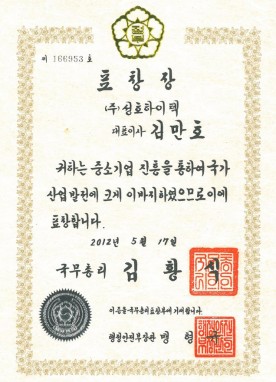 제 166953 호
표 창 장
(주) 성호하이텍
대표이사 김만호
귀하는 중소기업 진흥을 통하여 국가
산업발전에 크게 이바지하였으므로 이에
표창합니다.
2012년 5월 17일
국무총리 김 황 식
이 증을 국무총리표창부에 기입합니다.
행정안전부장관 맹 형 규